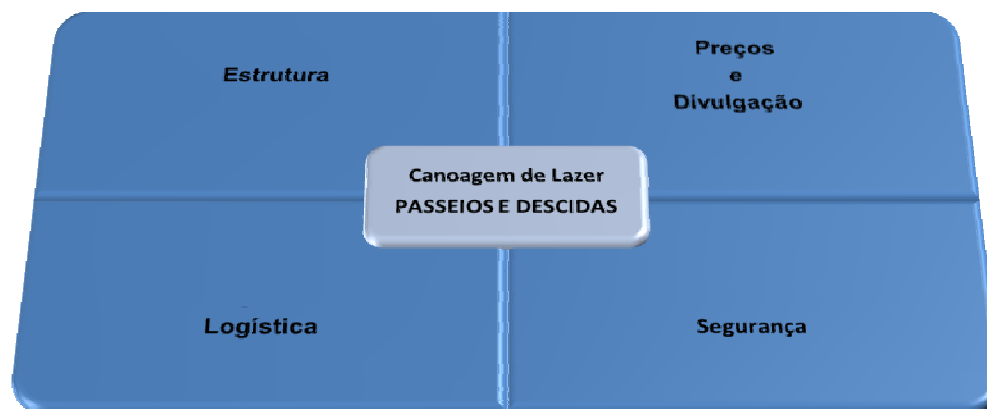 Estrutura
Preços
e
Divulgação
Canoagem de Lazer
PASSEIOS E DESCIDAS
Logística
Segurança